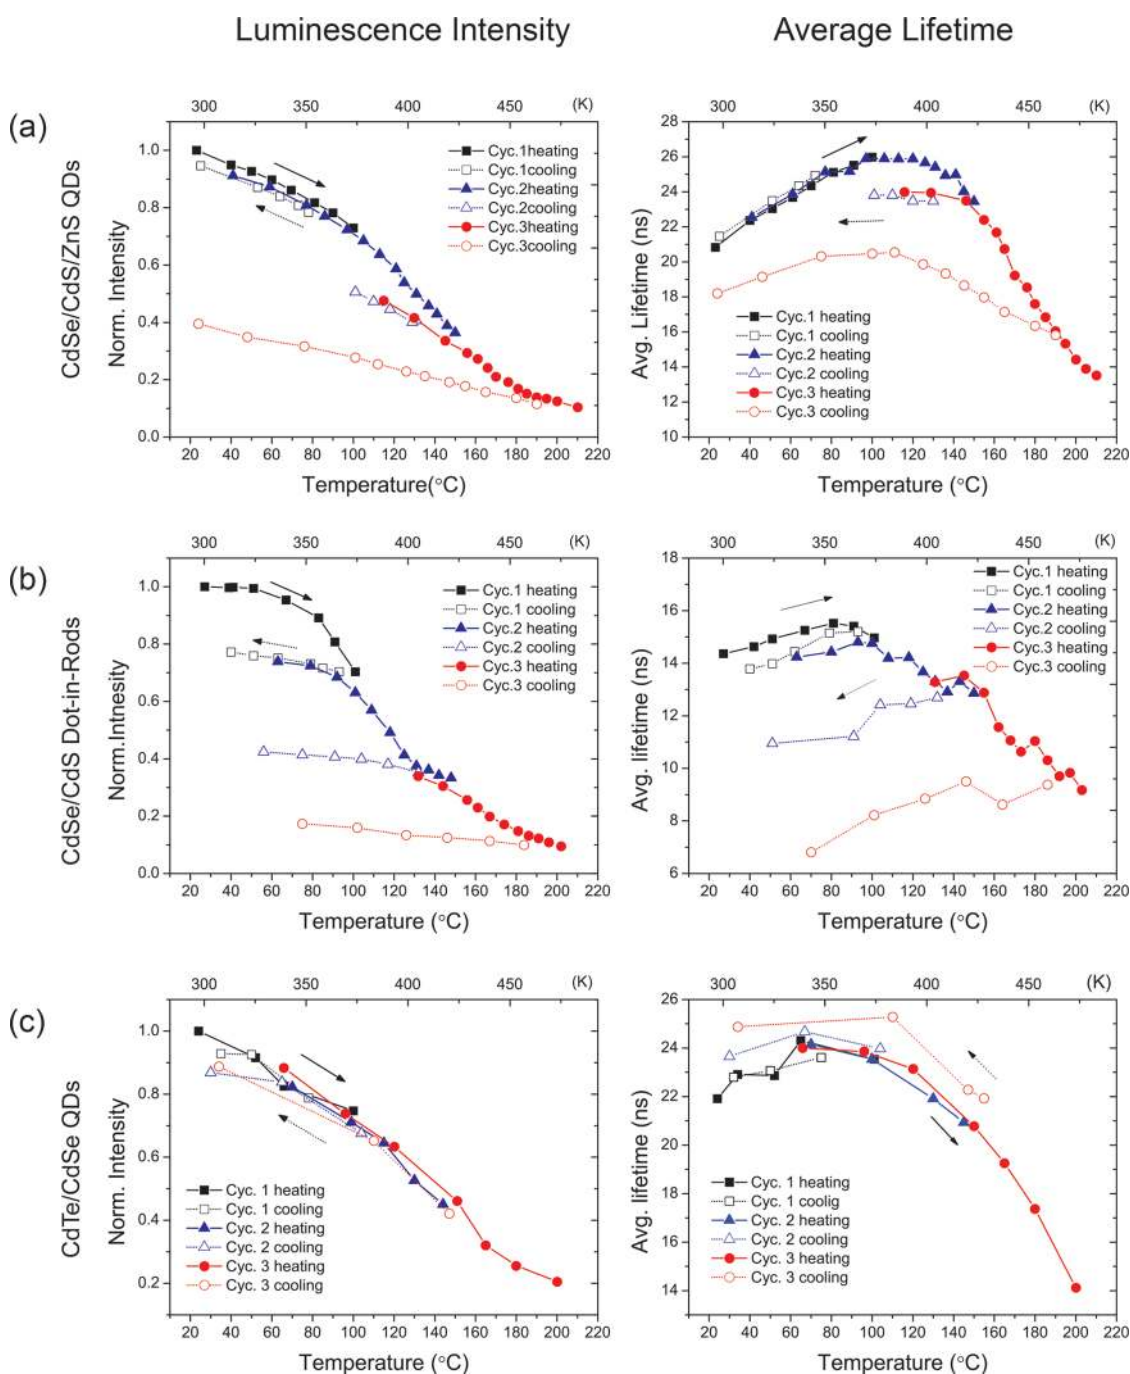 Luminescence Intensity
Average Lifetime
(a)
CdSe/CdS/ZnS QDs
300 350 400 450 (K)
Norm. Intensity
1.0
0.8
0.6
0.4
0.2
0.0
Cyc.1heating
Cyc.1cooling
Cyc.2heating
Cyc.2cooling
Cyc.3heating
Cyc.3cooling
20 40 60 80 100 120 140 160 180 200 220
Temperature(°C)
300 350 400 450 (K)
Avg. Lifetime (ns)
28
26
24
22
20
18
16
14
12
10
Cyc.1 heating
Cyc.1 cooling
Cyc.2 heating
Cyc.2 cooling
Cyc.3 heating
Cyc.3 cooling
20 40 60 80 100 120 140 160 180 200 220
Temperature (°C)
(b)
CdSe/CdS Dot-in-Rods
300 350 400 450 (K)
Norm.Intnesity
1.0
0.8
0.6
0.4
0.2
0.0
Cyc.1 heating
Cyc.1 cooling
Cyc.2 heating
Cyc.2 cooling
Cyc.3 heating
Cyc.3 cooling
20 40 60 80 100 120 140 160 180 200 220
Temperature (°C)
300 350 400 450 (K)
Avg. lifetime (ns)
18
16
14
12
10
8
6
Cyc.1 heating
Cyc.1 cooling
Cyc.2 heating
Cyc.2 cooling
Cyc.3 heating
Cyc.3 cooling
20 40 60 80 100 120 140 160 180 200 220
Temperature (°C)
(c)
CdTe/CdSe QDs
300 350 400 450 (K)
Norm. Intensity
1.0
0.8
0.6
0.4
0.2
Cyc. 1 heating
Cyc. 1 cooling
Cyc. 2 heating
Cyc. 2 cooling
Cyc. 3 heating
Cyc. 3 cooling
20 40 60 80 100 120 140 160 180 200 220
Temperature (°C)
300 350 400 450 (K)
Avg. lifetime (ns)
26
24
22
20
18
16
14
Cyc. 1 heating
Cyc. 1 coolig
Cyc. 2 heating
Cyc. 2 cooling
Cyc. 3 heating
Cyc. 3 cooling
20 40 60 80 100 120 140 160 180 200 220
Temperature (°C)